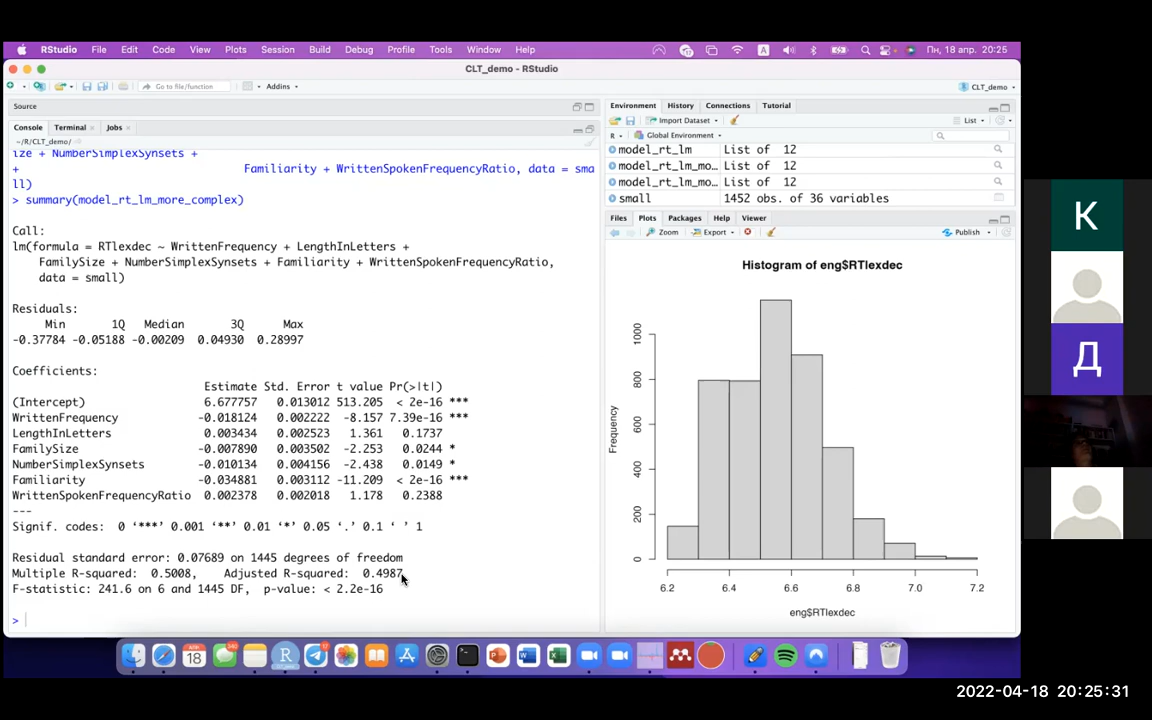 RStudio File Edit Code View Plots Session Build Debug Profile Tools Window Help A Пн, 18 апр. 20:25
CLT_demo - RStudio
Go to file/function Addins CLT_demo
Source
Console Terminal Jobs
~/R/CLT_demo/
ize + NumberSimplexSynsets +
+ Familiarity + WrittenSpokenFrequencyRatio, data = sma
ll)
> summary(model_rt_lm_more_complex)
Call:
lm(formula = RTlexdec ~ WrittenFrequency + LengthInLetters +
FamilySize + NumberSimplexSynsets + Familiarity + WrittenSpokenFrequencyRatio,
data = small)
Residuals:
Min 1Q Median 3Q Max
-0.37784 -0.05188 -0.00209 0.04930 0.28997
Coefficients:
Estimate Std. Error t value Pr(>|t|)
(Intercept) 6.677757 0.013012 513.205 < 2e-16 ***
WrittenFrequency -0.018124 0.002222 -8.157 7.39e-16 ***
LengthInLetters 0.003434 0.002523 1.361 0.1737
FamilySize -0.007890 0.003502 -2.253 0.0244 *
NumberSimplexSynsets -0.010134 0.004156 -2.438 0.0149 *
Familiarity -0.034881 0.003112 -11.209 < 2e-16 ***
WrittenSpokenFrequencyRatio 0.002378 0.002018 1.178 0.2388
---
Signif. codes: 0 ‘***’ 0.001 ‘**’ 0.01 ‘*’ 0.05 ‘.’ 0.1 ‘ ’ 1
Residual standard error: 0.07689 on 1445 degrees of freedom
Multiple R-squared: 0.5008, Adjusted R-squared: 0.4987
F-statistic: 241.6 on 6 and 1445 DF, p-value: < 2.2e-16
>
Environment History Connections Tutorial
Import Dataset List
R Global Environment
model_rt_lm List of 12
model_rt_lm_mo… List of 12
model_rt_lm_mo… List of 12
small 1452 obs. of 36 variables
Files Plots Packages Help Viewer
Zoom Export Publish
Histogram of eng$RTlexdec
Frequency
1000
800
600
400
200
0
6.2 6.4 6.6 6.8 7.0 7.2
eng$RTlexdec
К
Д
АПР
18
R
P
W
X
2022-04-18 20:25:31